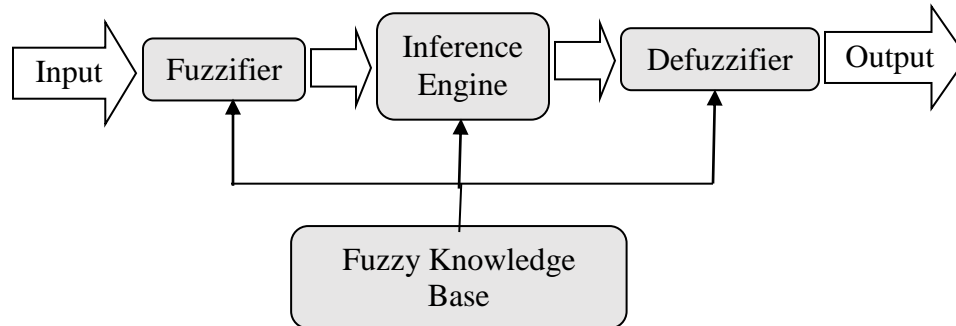 Input
Fuzzifier
Inference
Engine
Defuzzifier
Output
Fuzzy Knowledge
Base